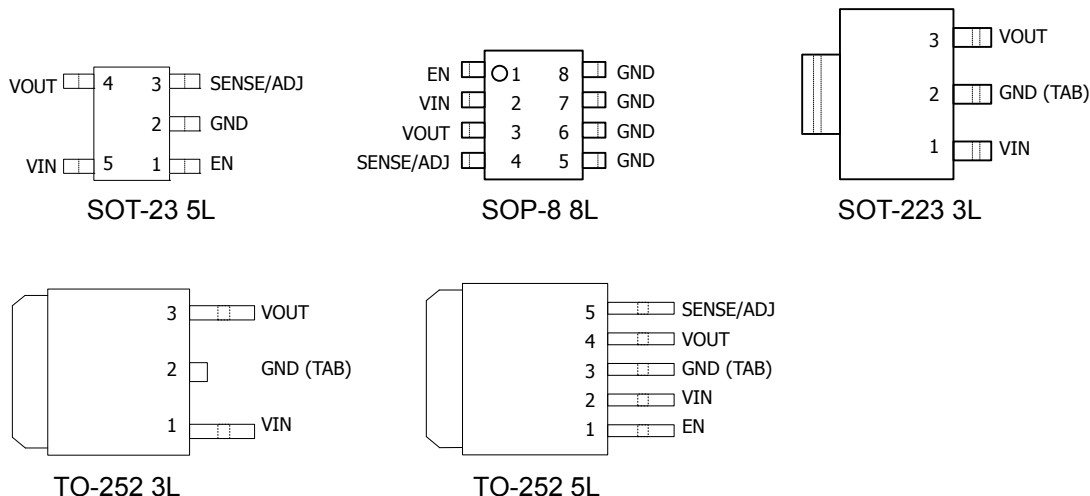 VOUT 4 3 SENSE/ADJ
2 GND
VIN 5 1 EN
SOT-23 5L
EN 1 8 GND
VIN 2 7 GND
VOUT 3 6 GND
SENSE/ADJ 4 5 GND
SOP-8 8L
3 VOUT
2 GND (TAB)
1 VIN
SOT-223 3L
3 VOUT
2 GND (TAB)
1 VIN
TO-252 3L
5 SENSE/ADJ
4 VOUT
3 GND (TAB)
2 VIN
1 EN
TO-252 5L